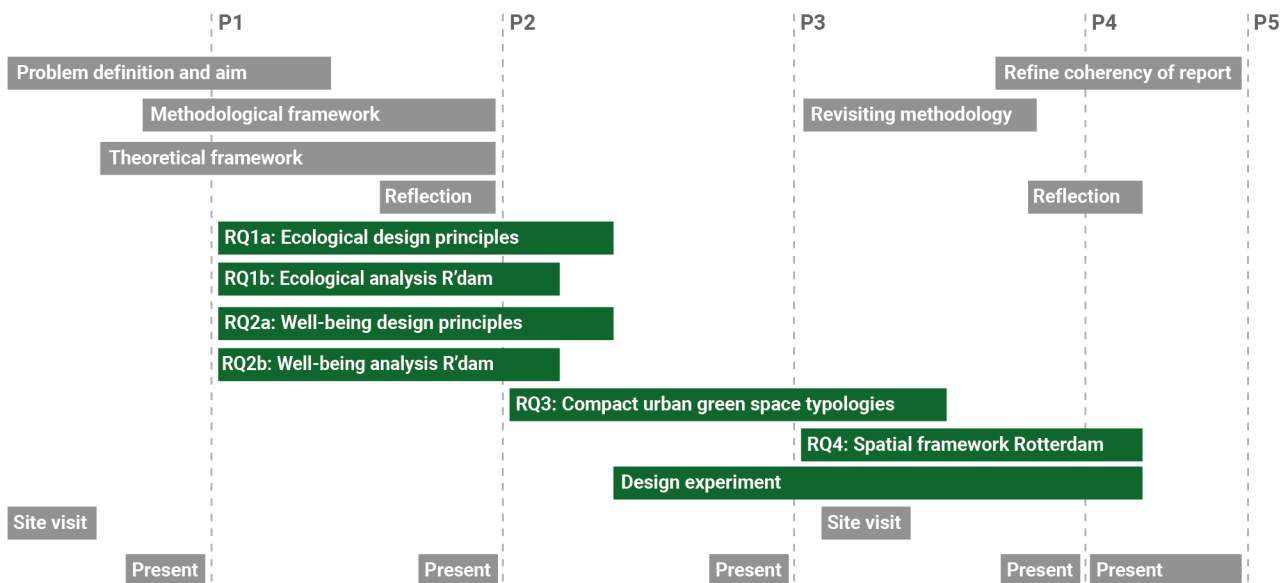 P1
P2
P3
P4
P5
Problem definition and aim
Refine coherency of report
Methodological framework
Revisiting methodology
Theoretical framework
Reflection
Reflection
RQ1a: Ecological design principles
RQ1b: Ecological analysis R’dam
RQ2a: Well-being design principles
RQ2b: Well-being analysis R’dam
RQ3: Compact urban green space typologies
RQ4: Spatial framework Rotterdam
Design experiment
Site visit
Site visit
Present
Present
Present
Present
Present